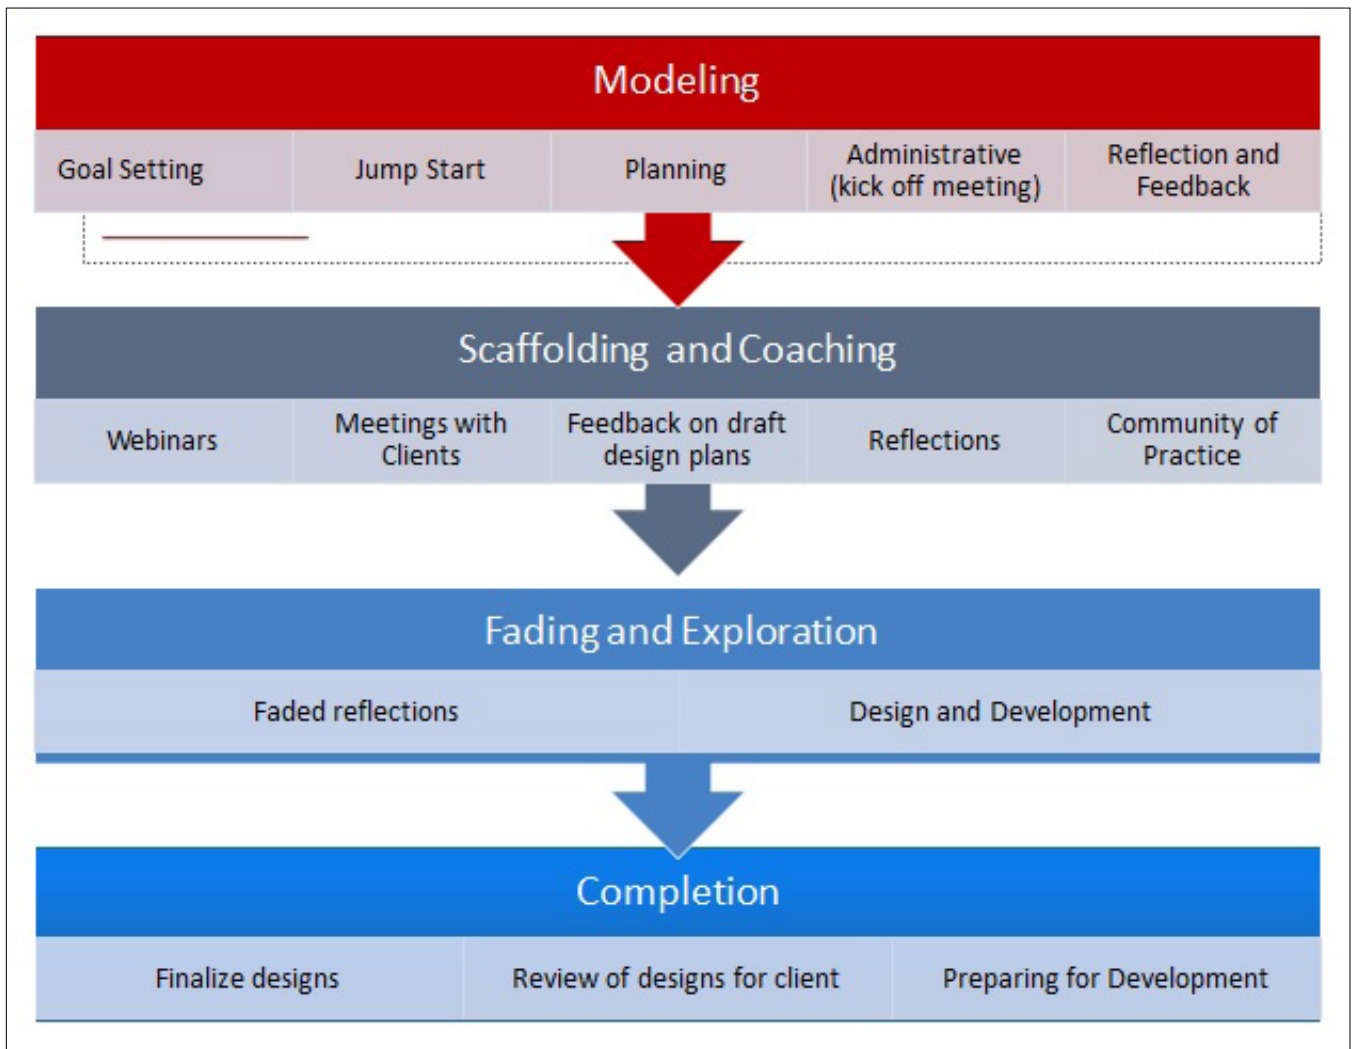 Modeling
Goal Setting
Jump Start
Planning
Administrative
(kick off meeting)
Reflection and
Feedback
Scaffolding and Coaching
Webinars
Meetings with
Clients
Feedback on draft
design plans
Reflections
Community of
Practice
Fading and Exploration
Faded reflections
Design and Development
Completion
Finalize designs
Review of designs for client
Preparing for Development